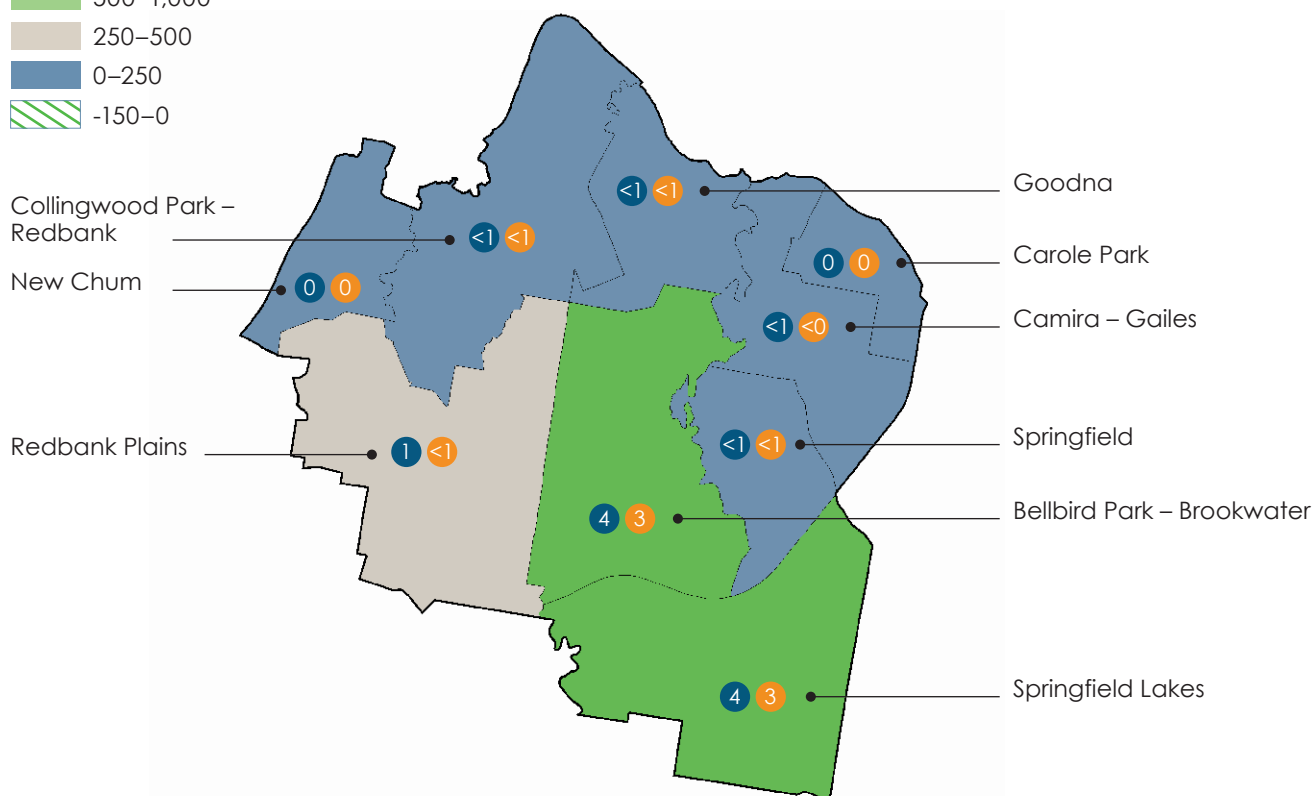 250–500
0–250
-150–0
Collingwood Park –
Redbank
<1 <1
New Chum
0 0
Redbank Plains
1 <1
Goodna
<1 <1
Carole Park
0 0
Camira – Gailes
<1 <0
Springfield
<1 <1
Bellbird Park – Brookwater
4 3
Springfield Lakes
4 3